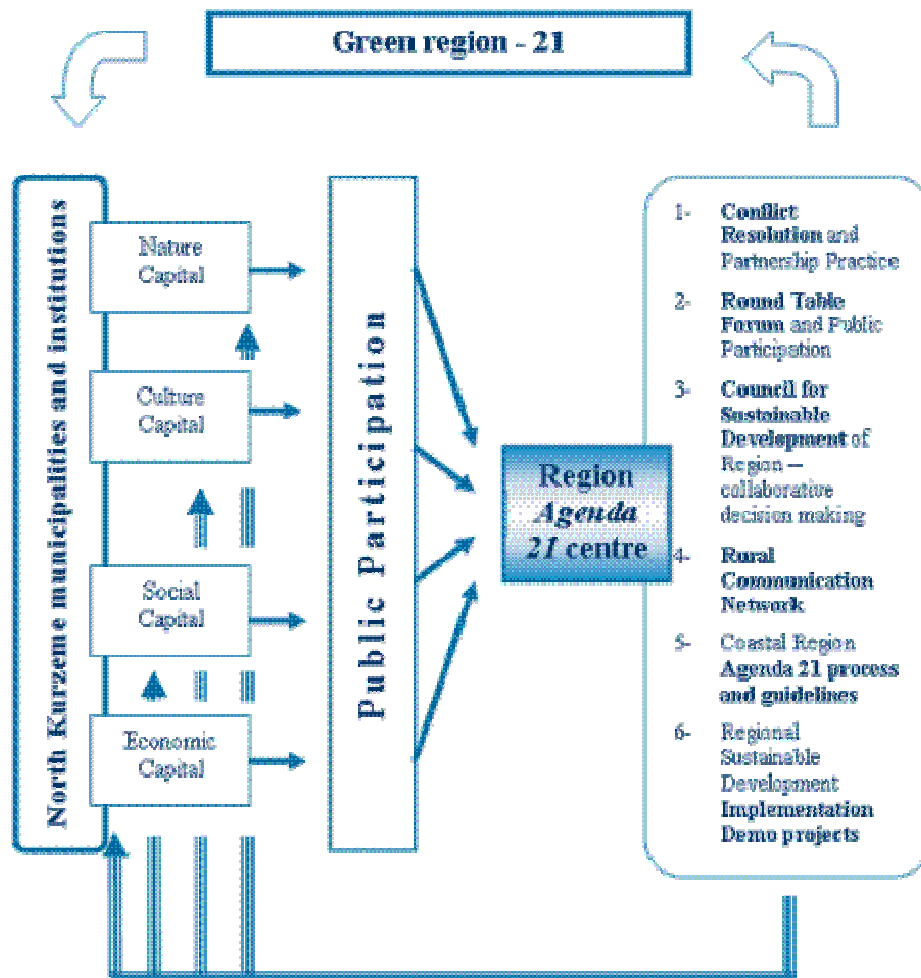 Green region - 21
North Kurzeme municipalities and institutions
Nature
Capital
Culture
Capital
Social
Capital
Economic
Capital
Public Participation
Region
Agenda
21 centre
1- Conflict
Resolution and
Partnership Practice
2- Round Table
Forum and Public
Participation
3- Council for
Sustainable
Development of
Region –
collaborative
decision making
4- Rural
Communication
Network
5- Coastal Region
Agenda 21 process
and guidelines
6- Regional
Sustainable
Development
Implementation
Demo projects